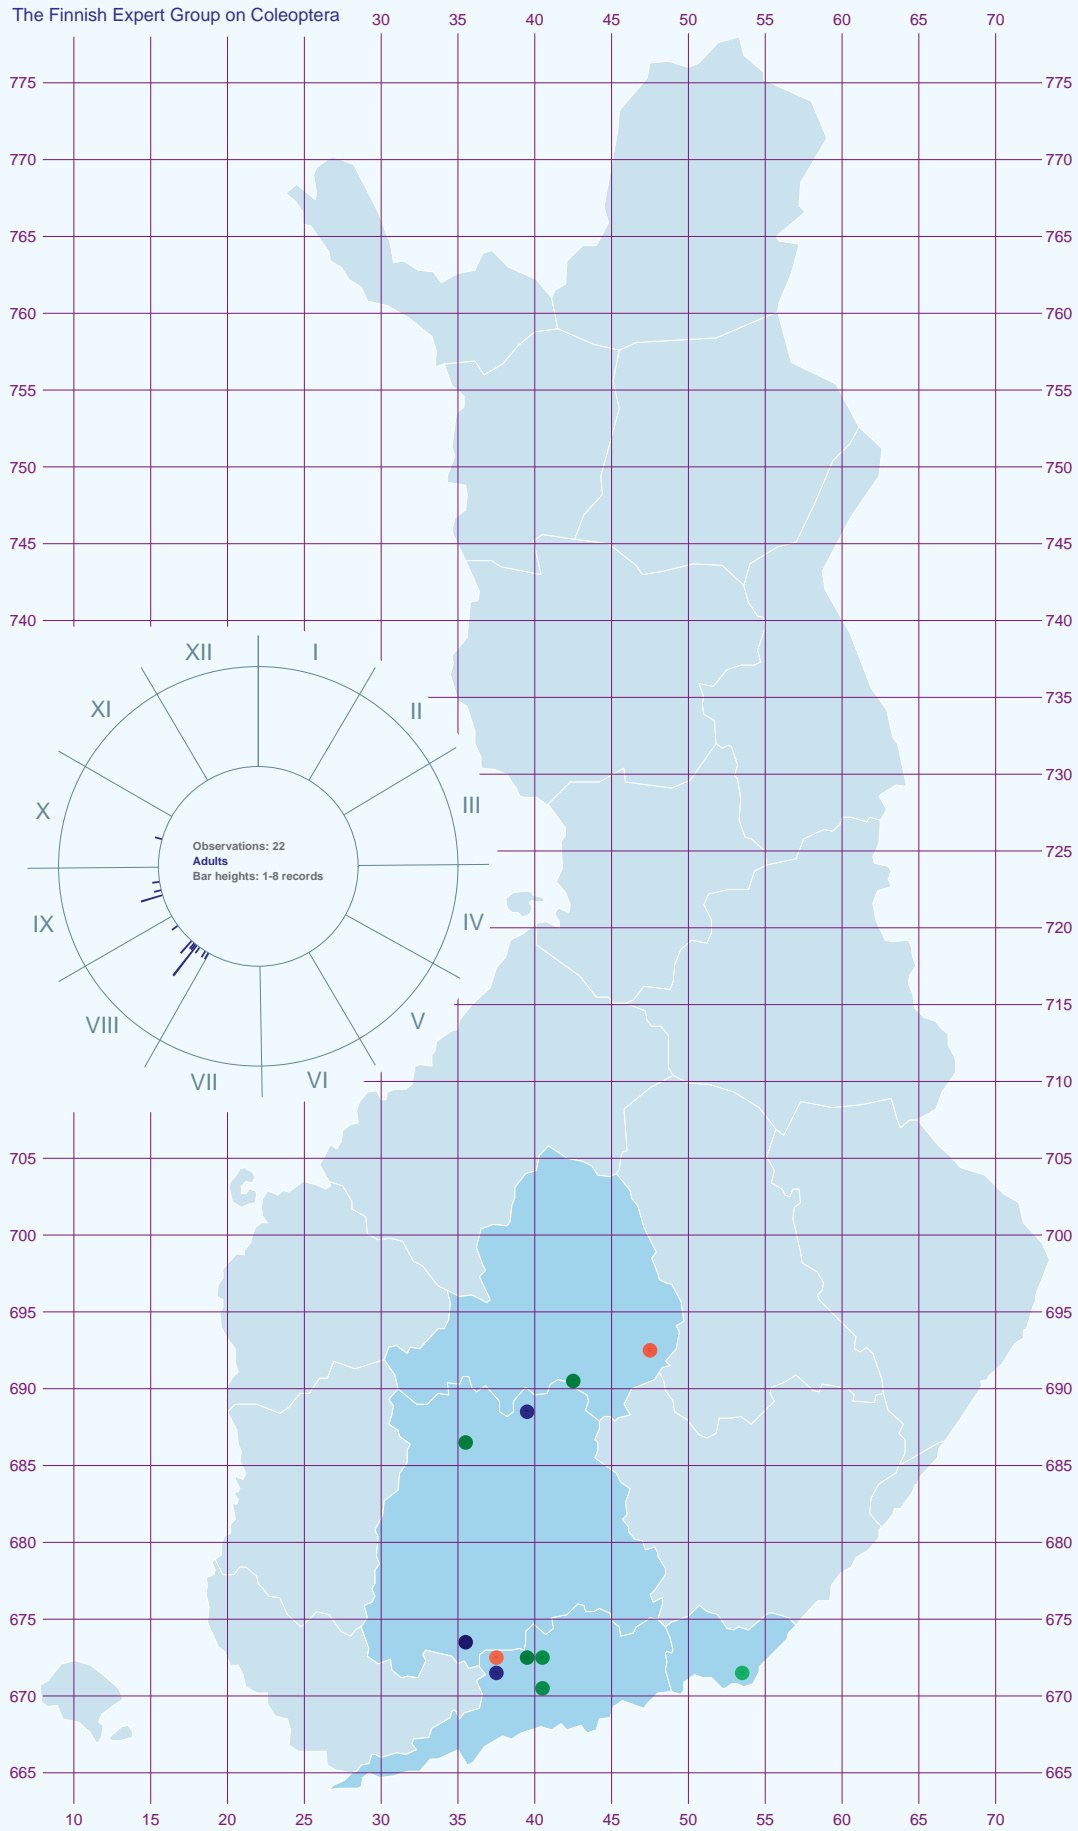 The Finnish Expert Group on Coleoptera
30 35 40 45 50 55 60 65 70
775 775
770 770
765 765
760 760
755 755
750 750
745 745
740 740
XII I
735
XI II
730
X III
Observations: 22
Adults
Bar heights: 1-8 records
725
IX IV
720
715
VIII V
VII VI
710
705 705
700 700
695 695
690 690
685 685
680 680
675 675
670 670
665 665
10 15 20 25 30 35 40 45 50 55 60 65 70